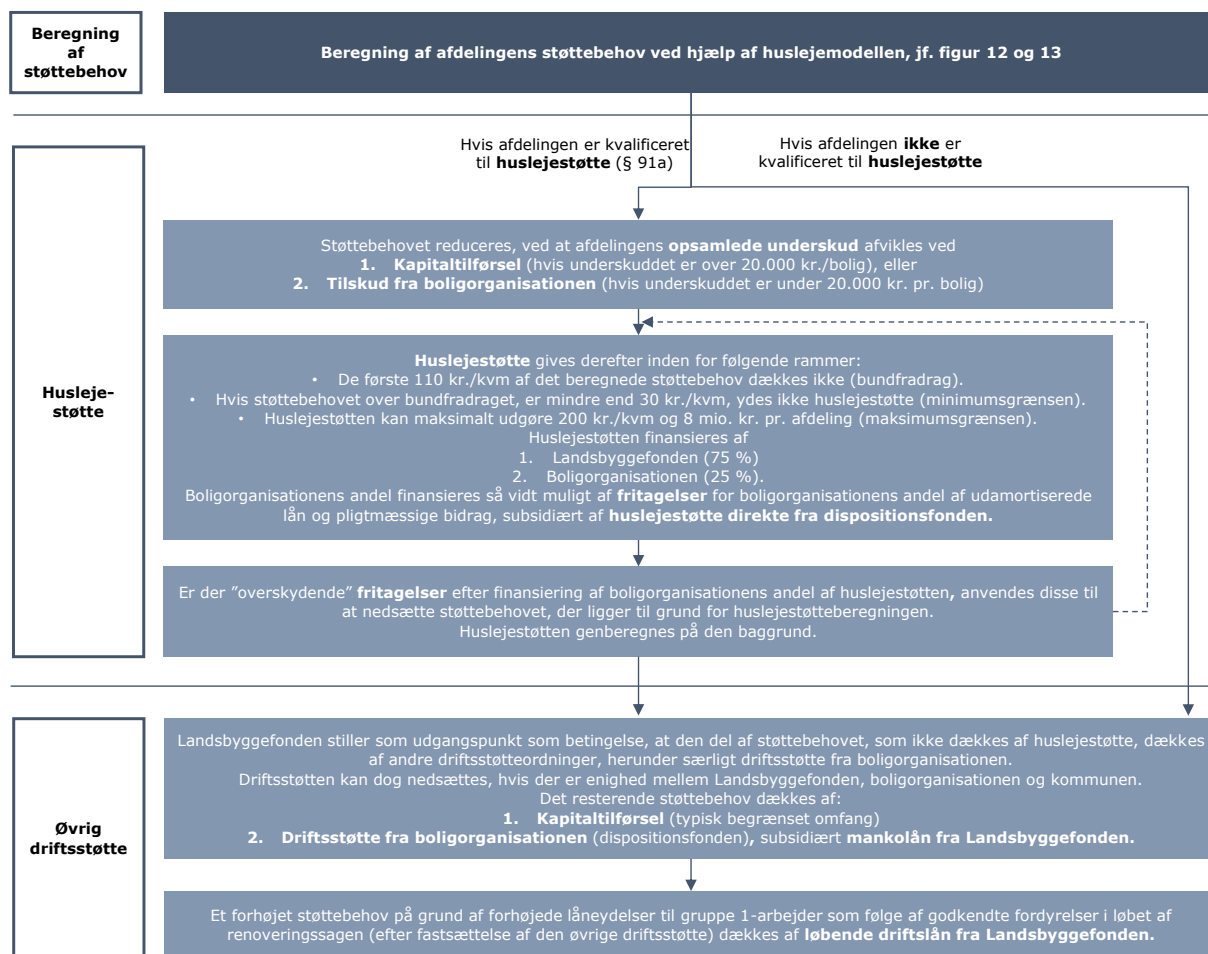 Beregning
af
støttebehov
Beregning af afdelingens støttebehov ved hjælp af huslejemodellen, jf. figur 12 og 13
Hvis afdelingen er kvalificeret
til huslejestøtte (§ 91a)
Hvis afdelingen ikke er
kvalificeret til huslejestøtte
Husleje-
støtte
Støttebehovet reduceres, ved at afdelingens opsamlede underskud afvikles ved
1. Kapitaltilførsel (hvis underskuddet er over 20.000 kr./bolig), eller
2. Tilskud fra boligorganisationen (hvis underskuddet er under 20.000 kr. pr. bolig)
Huslejestøtte gives derefter inden for følgende rammer:
• De første 110 kr./kvm af det beregnede støttebehov dækkes ikke (bundfradrag).
• Hvis støttebehovet over bundfradraget, er mindre end 30 kr./kvm, ydes ikke huslejestøtte (minimumsgrænsen).
• Huslejestøtten kan maksimalt udgøre 200 kr./kvm og 8 mio. kr. pr. afdeling (maksimumsgrænsen).
Huslejestøtten finansieres af
1. Landsbyggefonden (75 %)
2. Boligorganisationen (25 %).
Boligorganisationens andel finansieres så vidt muligt af fritagelser for boligorganisationens andel af udamortiserede
lån og pligtmæssige bidrag, subsidiært af huslejestøtte direkte fra dispositionsfonden.
Er der ”overskydende” fritagelser efter finansiering af boligorganisationens andel af huslejestøtten, anvendes disse til
at nedsætte støttebehovet, der ligger til grund for huslejestøtteberegningen.
Huslejestøtten genberegnes på den baggrund.
Øvrig
driftsstøtte
Landsbyggefonden stiller som udgangspunkt som betingelse, at den del af støttebehovet, som ikke dækkes af huslejestøtte, dækkes
af andre driftsstøtteordninger, herunder særligt driftsstøtte fra boligorganisationen.
Driftsstøtten kan dog nedsættes, hvis der er enighed mellem Landsbyggefonden, boligorganisationen og kommunen.
Det resterende støttebehov dækkes af:
1. Kapitaltilførsel (typisk begrænset omfang)
2. Driftsstøtte fra boligorganisationen (dispositionsfonden), subsidiært mankolån fra Landsbyggefonden.
Et forhøjet støttebehov på grund af forhøjede låneydelser til gruppe 1-arbejder som følge af godkendte fordyrelser i løbet af
renoveringssagen (efter fastsættelse af den øvrige driftsstøtte) dækkes af løbende driftslån fra Landsbyggefonden.